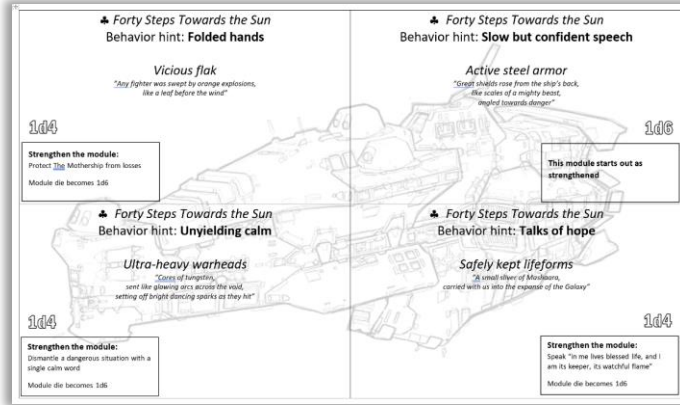 ♣ Forty Steps Towards the Sun
Behavior hint: Folded hands
Vicious flak
"Any fighter was swept by orange explosions,
like a leaf before the wind"
1d4
Strengthen the module:
Protect The Mothership from losses
Module die becomes 1d6
♣ Forty Steps Towards the Sun
Behavior hint: Slow but confident speech
Active steel armor
"Great shields rose from the ship's back,
like scales of a mighty beast,
angled towards danger"
1d6
This module starts out as
strengthened
♣ Forty Steps Towards the Sun
Behavior hint: Unyielding calm
Ultra-heavy warheads
"Cores of tungsten,
sent like glowing arcs across the void,
setting off bright dancing sparks as they hit"
1d4
Strengthen the module:
Dismantle a dangerous situation with a
single calm word
Module die becomes 1d6
♣ Forty Steps Towards the Sun
Behavior hint: Talks of hope
Safely kept lifeforms
"A small sliver of
carried with us into the expanse of the Galaxy"
1d4
Strengthen the module:
Speak "In me lives blessed life, and I
am its keeper, its watchful flame"
Module die becomes 1d6